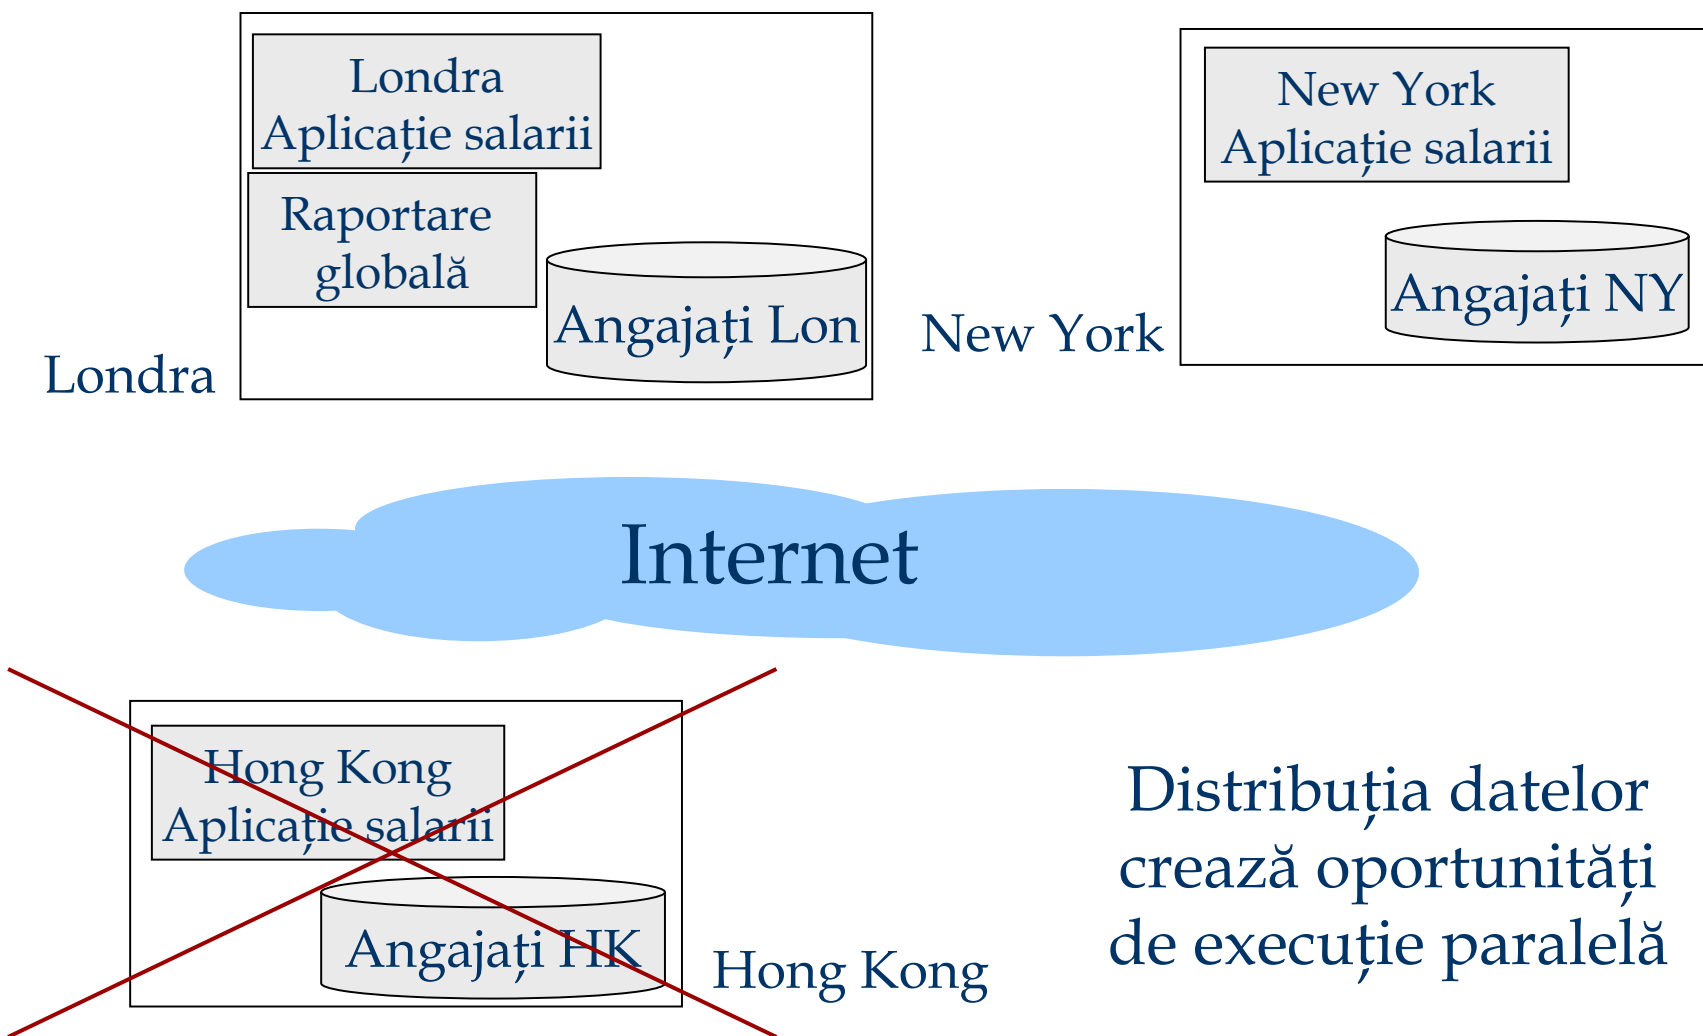 Londra
Aplicație salarii
Raportare
globală
Angajați Lon
Londra
New York
Aplicație salarii
Angajați NY
New York
Internet
Hong Kong
Aplicație salarii
Angajați HK
Hong Kong
Distribuția datelor
crează oportunități
de execuție paralelă